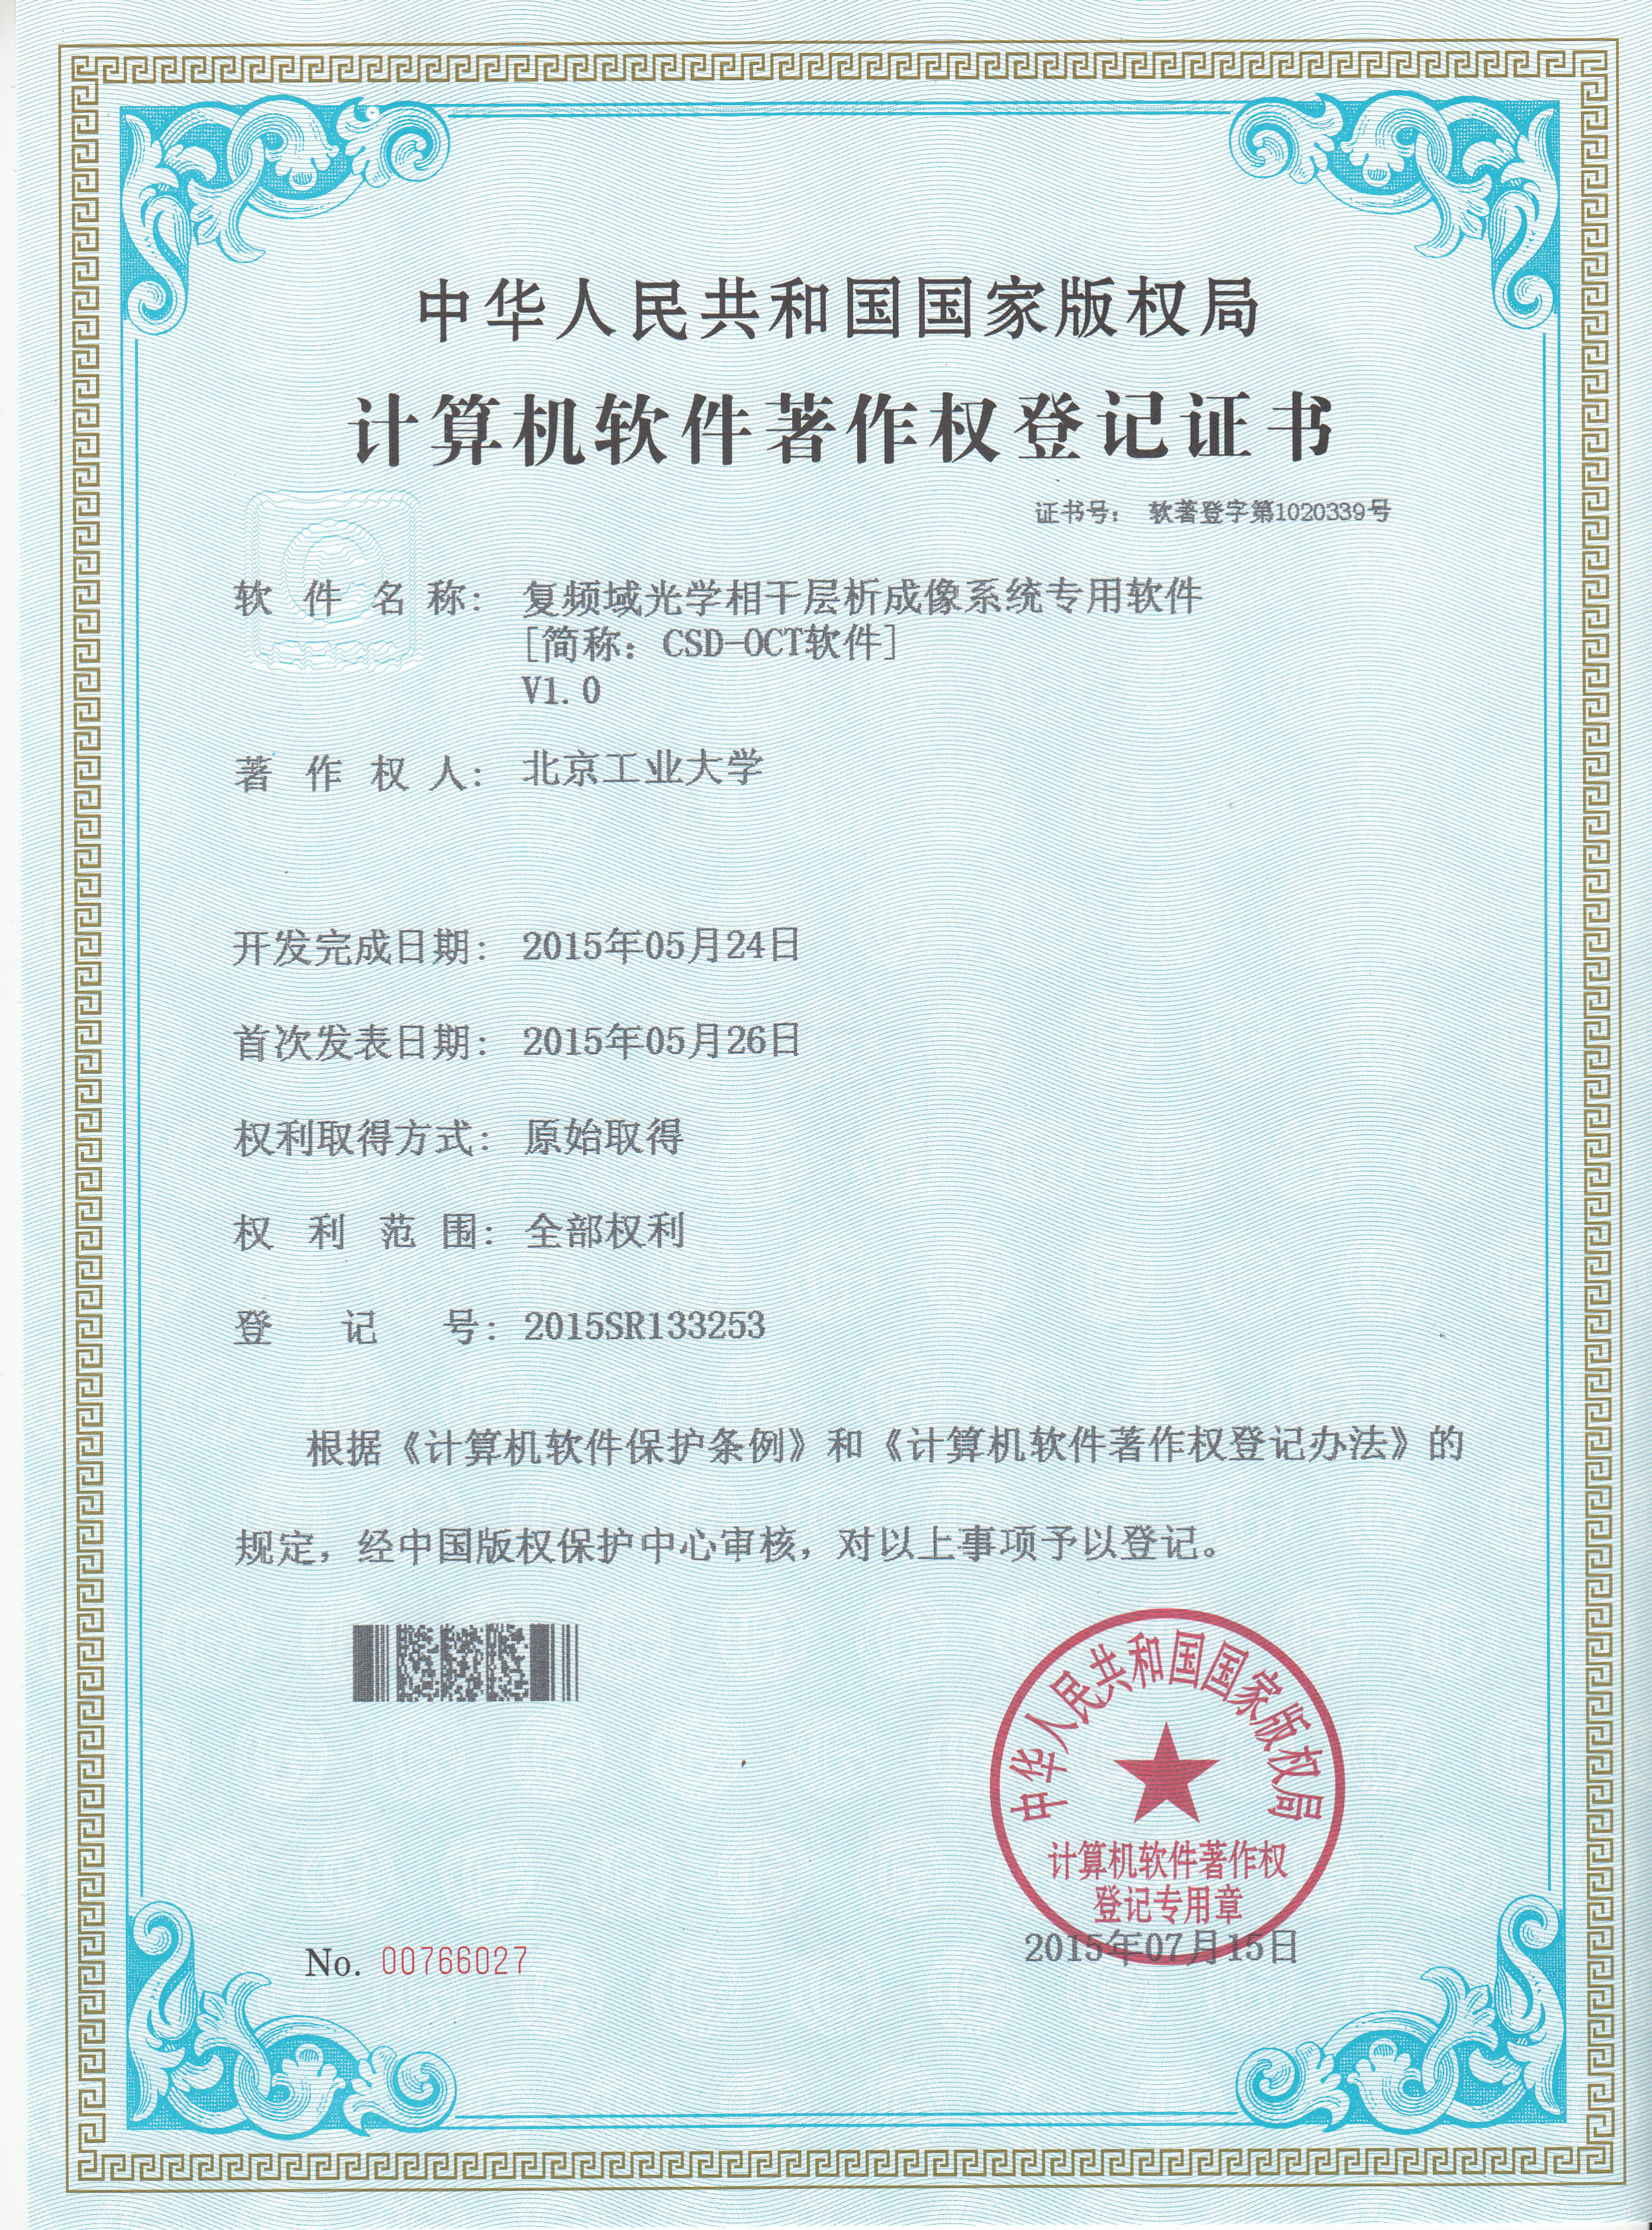 中华人民共和国国家版权局
计算机软件著作权登记证书
证书号： 软著登字第1020339号
软件名称： 复频域光学相干层析成像系统专用软件
[简称：CSD-OCT软件]
V1.0
著作权人： 北京工业大学
开发完成日期： 2015年05月24日
首次发表日期： 2015年05月26日
权利取得方式： 原始取得
权利范围： 全部权利
登记号： 2015SR133253
根据《计算机软件保护条例》和《计算机软件著作权登记办法》的
规定，经中国版权保护中心审核，对以上事项予以登记。
中华人民共和国国家版权局
计算机软件著作权
登记专用章
2015年07月15日
No. 00766027